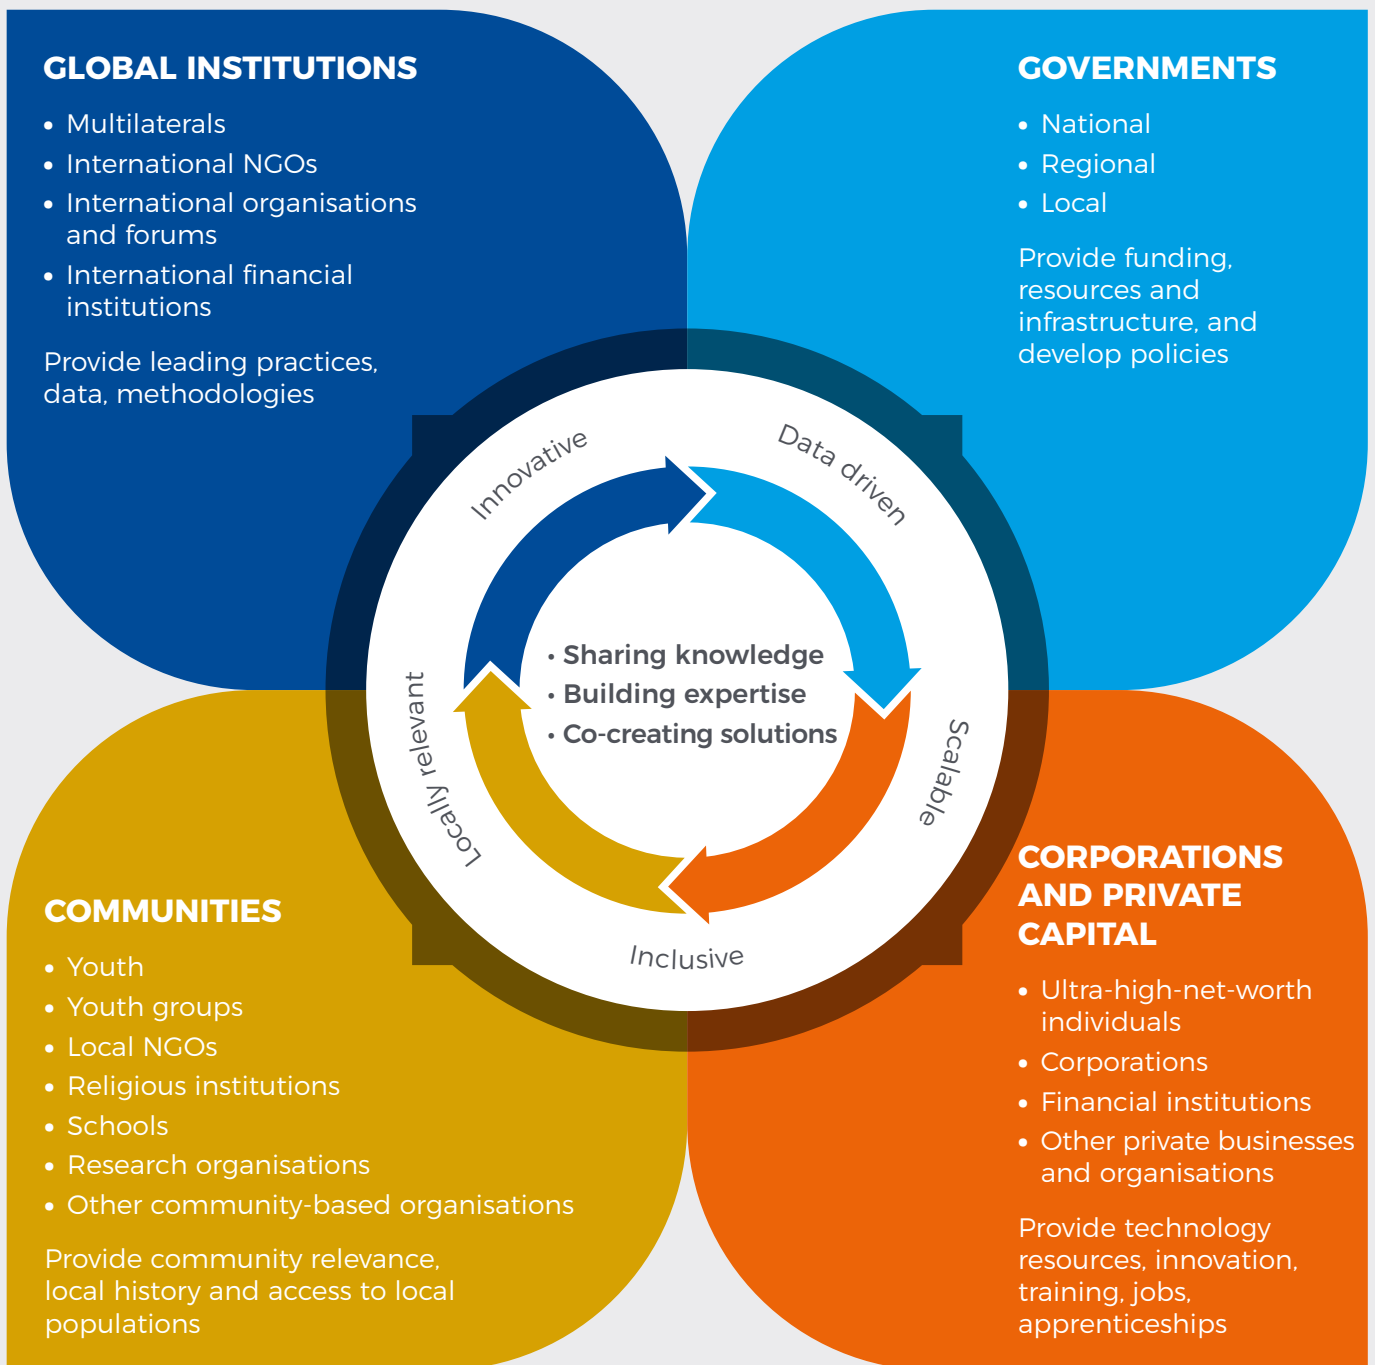 GLOBAL INSTITUTIONS
• Multilaterals
• International NGOs
• International organisations
and forums
• International financial
institutions
Provide leading practices,
data, methodologies
GOVERNMENTS
• National
• Regional
• Local
Provide funding,
resources and
infrastructure, and
develop policies
Innovative
Data driven
Scalable
Inclusive
Locally relevant
• Sharing knowledge
• Building expertise
• Co-creating solutions
COMMUNITIES
• Youth
• Youth groups
• Local NGOs
• Religious institutions
• Schools
• Research organisations
• Other community-based organisations
Provide community relevance,
local history and access to local
populations
CORPORATIONS
AND PRIVATE
CAPITAL
• Ultra-high-net-worth
individuals
• Corporations
• Financial institutions
• Other private businesses
and organisations
Provide technology
resources, innovation,
training, jobs,
apprenticeships